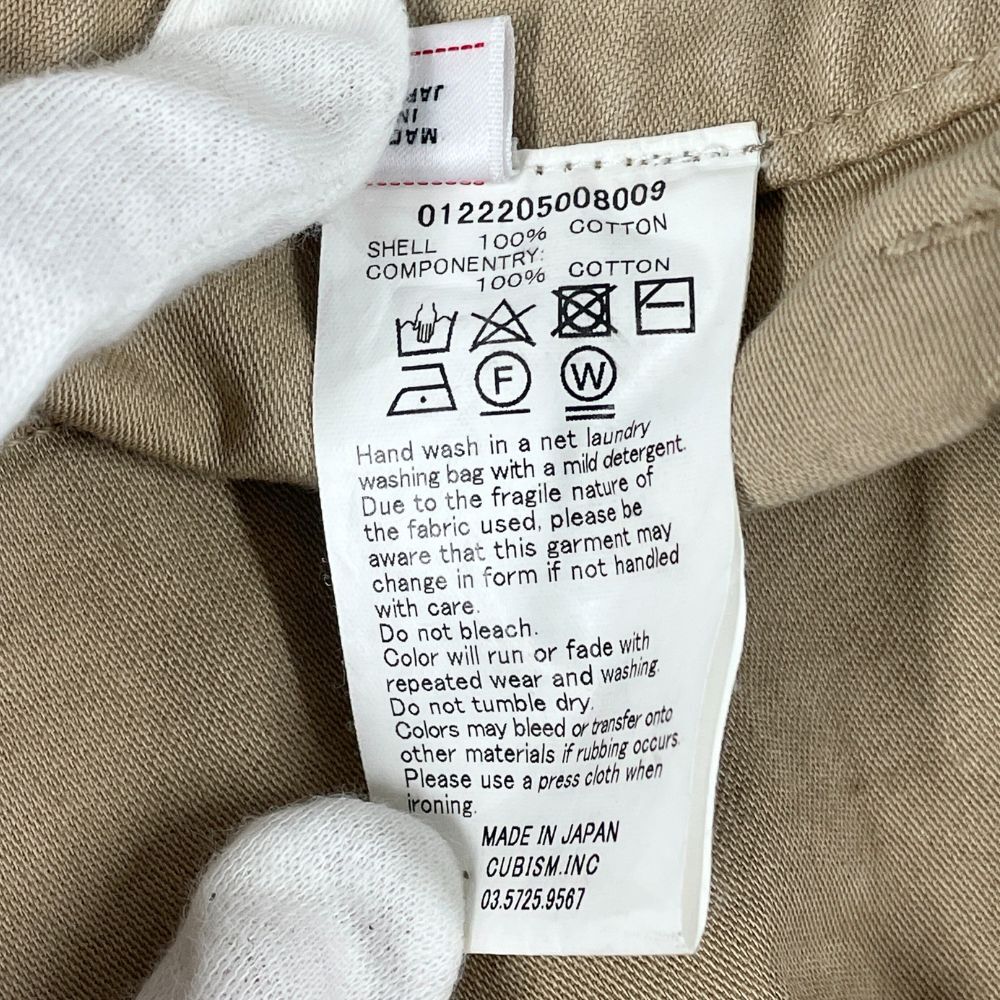 MADE
IN
JAPA
0122205008009
SHELL 100% COTTON
COMPONENTRY:
100% COTTON
F W
Hand wash in a net laundry
washing bag with a mild detergent.
Due to the fragile nature of
the fabric used, please be
aware that this garment may
change in form if not handled
with care.
Do not bleach.
Color will run or fade with
repeated wear and washing.
Do not tumble dry.
Colors may bleed or transfer onto
other materials if rubbing occurs.
Please use a press cloth when
ironing.
MADE IN JAPAN
CUBISM.INC
03.5725.9567